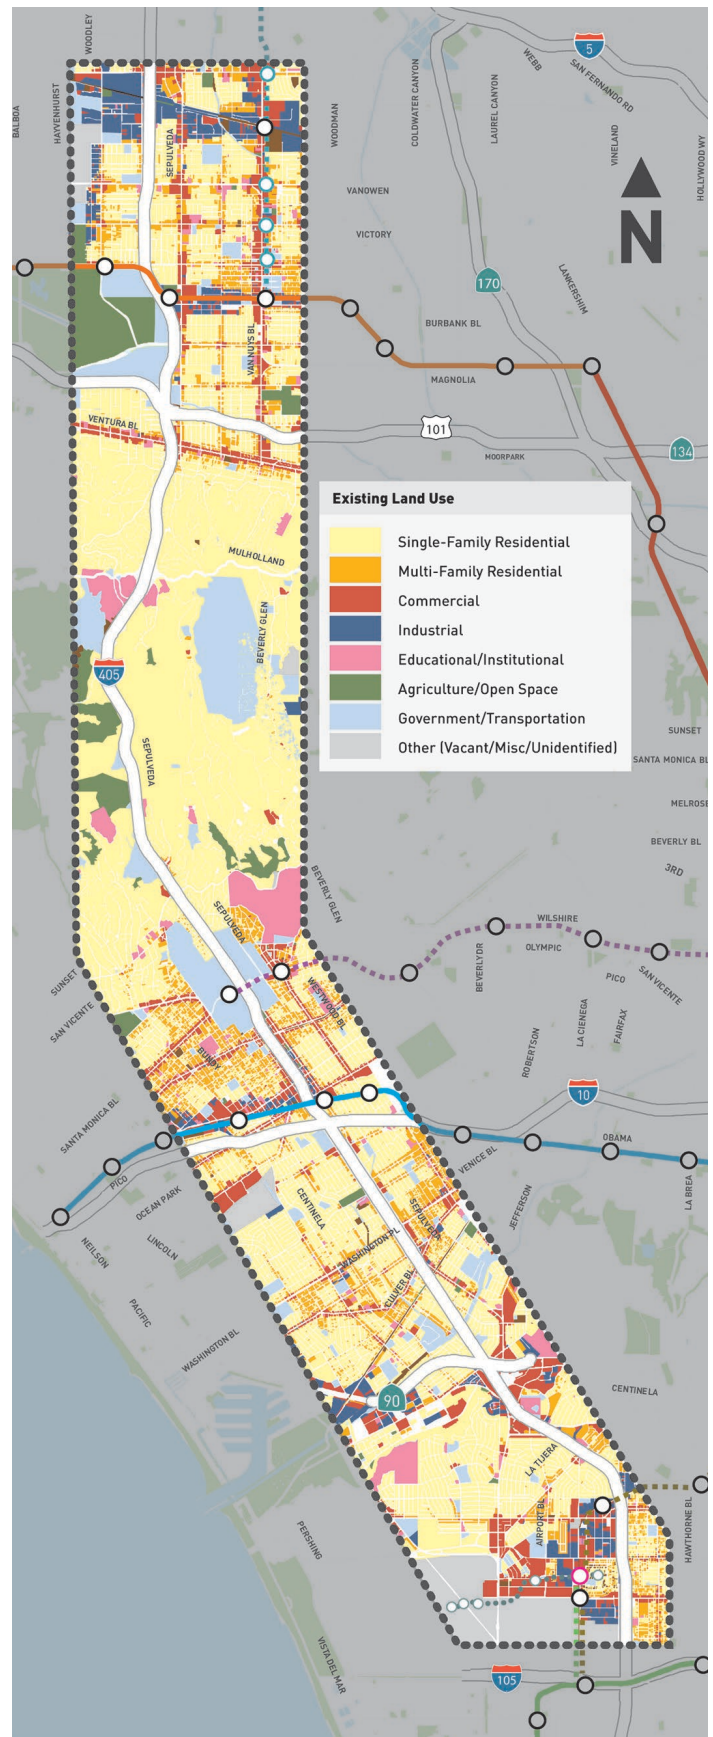 WOODLEY
5
WEBB
SAN FERNANDO RD
BALBOA
HAYVENHURST
SEPULVEDA
WOODMAN
COLDWATER CANYON
LAUREL CANYON
VINELAND
HOLLYWOOD WY
VANOWEN
VICTORY
N
170
LANKERSHIM
BURBANK BL
VAN NUYS BL
MAGNOLIA
VENTURA BL
101
134
MOORPARK
Existing Land Use
Single-Family Residential
Multi-Family Residential
Commercial
Industrial
Educational/Institutional
Agriculture/Open Space
Government/Transportation
Other (Vacant/Misc/Unidentified)
MULHOLLAND
BEVERLY GLEN
405
SEPULVEDA
SUNSET
SANTA MONICA BL
MELROSE
BEVERLY BL
3RD
BEVERLY GLEN
SEPULVEDA
WILSHIRE
OLYMPIC
BEVERLY DR
PICO
SAN VICENTE
SUNSET
SAN VICENTE
WESTWOOD BL
LA CIENEGA
FAIRFAX
ROBERTSON
BUNDY
10
SANTA MONICA BL
OBAMA
VENICE BL
PICO
LA BREA
OCEAN PARK
CENTINELA
SEPULVEDA
JEFFERSON
NEILSON
LINCOLN
WASHINGTON PL
CULVER BL
PACIFIC
WASHINGTON BL
90
CENTINELA
LA TIJERA
AIRPORT BL
HAWTHORNE BL
PERSHING
VISTA DEL MAR
105